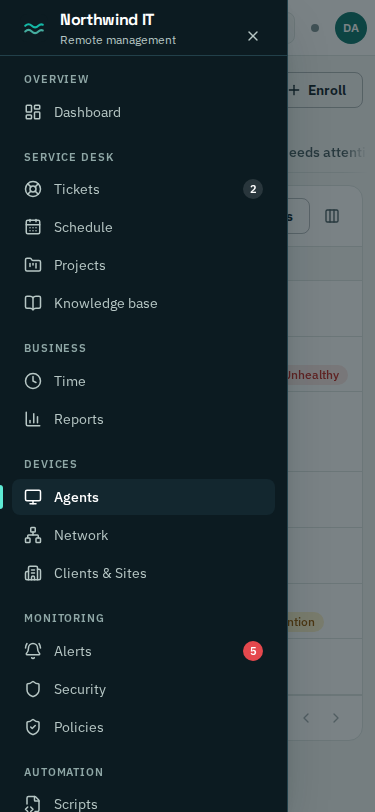 Northwind IT
Remote management
DA
OVERVIEW
Enroll
Dashboard
SERVICE DESK
Tickets
2
Schedule
Projects
Knowledge base
BUSINESS
Time
Unhealthy
Reports
DEVICES
Agents
Network
Clients & Sites
MONITORING
Alerts
5
Security
Policies
AUTOMATION
Scripts